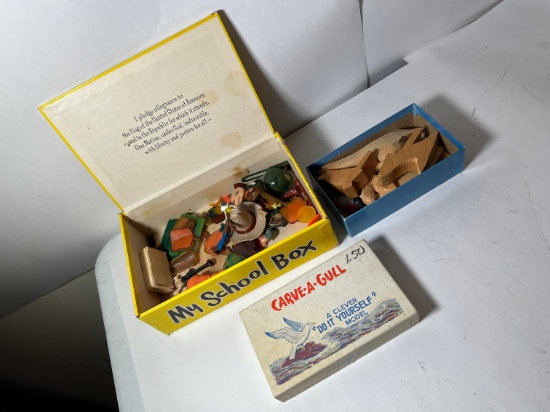 I pledge allegiance to
the Flag of the United States of America
and to the Republic for which it stands,
One Nation, under God, indivisible,
with liberty and justice for all
My School Box
CARVE-A-GULL
1.50
A CLEVER
"DO IT YOURSELF"
MODEL